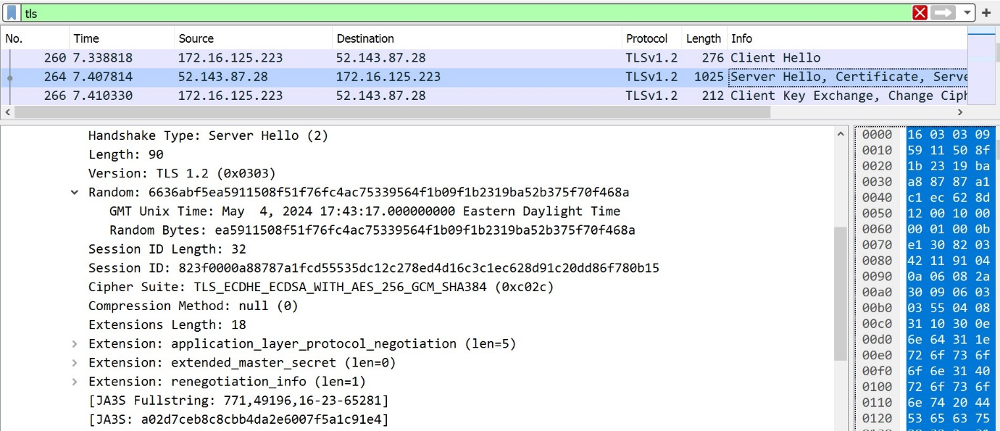 tls
No. Time Source Destination Protocol Length Info
260 7.338818 172.16.125.223 52.143.87.28 TLSv1.2 276 Client Hello
264 7.407814 52.143.87.28 172.16.125.223 TLSv1.2 1025 Server Hello, Certificate, Serve
266 7.410330 172.16.125.223 52.143.87.28 TLSv1.2 212 Client Key Exchange, Change Ciph
Handshake Type: Server Hello (2)
Length: 90
Version: TLS 1.2 (0x0303)
Random: 6636abf5ea5911508f51f76fc4ac75339564f1b09f1b2319ba52b375f70f468a
GMT Unix Time: May  4, 2024 17:43:17.000000000 Eastern Daylight Time
Random Bytes: ea5911508f51f76fc4ac75339564f1b09f1b2319ba52b375f70f468a
Session ID Length: 32
Session ID: 823f0000a88787a1fcd55535dc12c278ed4d16c3c1ec628d91c20dd86f780b15
Cipher Suite: TLS_ECDHE_ECDSA_WITH_AES_256_GCM_SHA384 (0xc02c)
Compression Method: null (0)
Extensions Length: 18
Extension: application_layer_protocol_negotiation (len=5)
Extension: extended_master_secret (len=0)
Extension: renegotiation_info (len=1)
[JA3S Fullstring: 771,49196,16-23-65281]
[JA3S: a02d7ceb8c8cbb4da2e6007f5a1c91e4]
0000 16 03 03 09
0010 59 11 50 8f
0020 1b 23 19 ba
0030 a8 87 87 a1
0040 c1 ec 62 8d
0050 12 00 10 00
0060 00 01 00 0b
0070 e1 30 82 03
0080 42 11 91 04
0090 0a 06 08 2a
00a0 30 09 06 03
00b0 03 55 04 08
00c0 31 10 30 0e
00d0 6e 64 31 1e
00e0 72 6f 73 6f
00f0 6f 6e 31 40
0100 72 6f 73 6f
0110 6e 74 20 44
0120 53 65 63 75